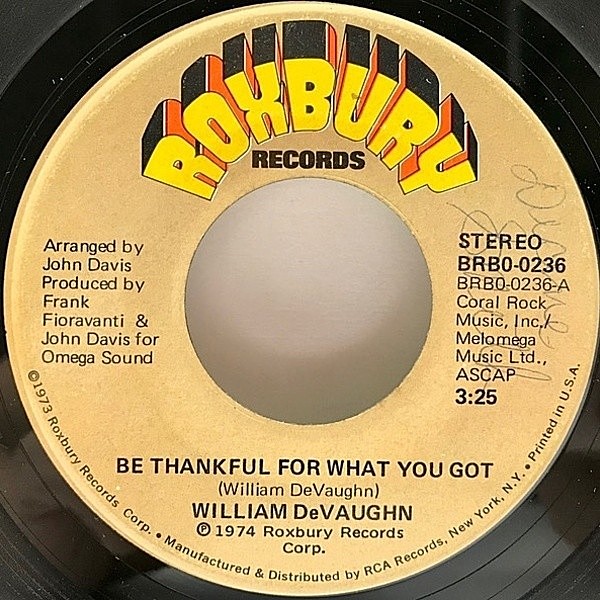 ROXBURY
RECORDS
Arranged by
John Davis
Produced by
Frank
Fioravanti &
John Davis for
Omega Sound
STEREO
BRBO-0236
BRBO-0236-A
Coral Rock
Music, Inc./
Melomega
Music Ltd.,
ASCAP
3:25
BE THANKFUL FOR WHAT YOU GOT
(William DeVaughn)
WILLIAM DeVAUGHN
℗ 1974 Roxbury Records
Corp.
©1973 Roxbury Records Corp. • Manufactured & Distributed by RCA Records, New York, N.Y. • Printed in U.S.A.